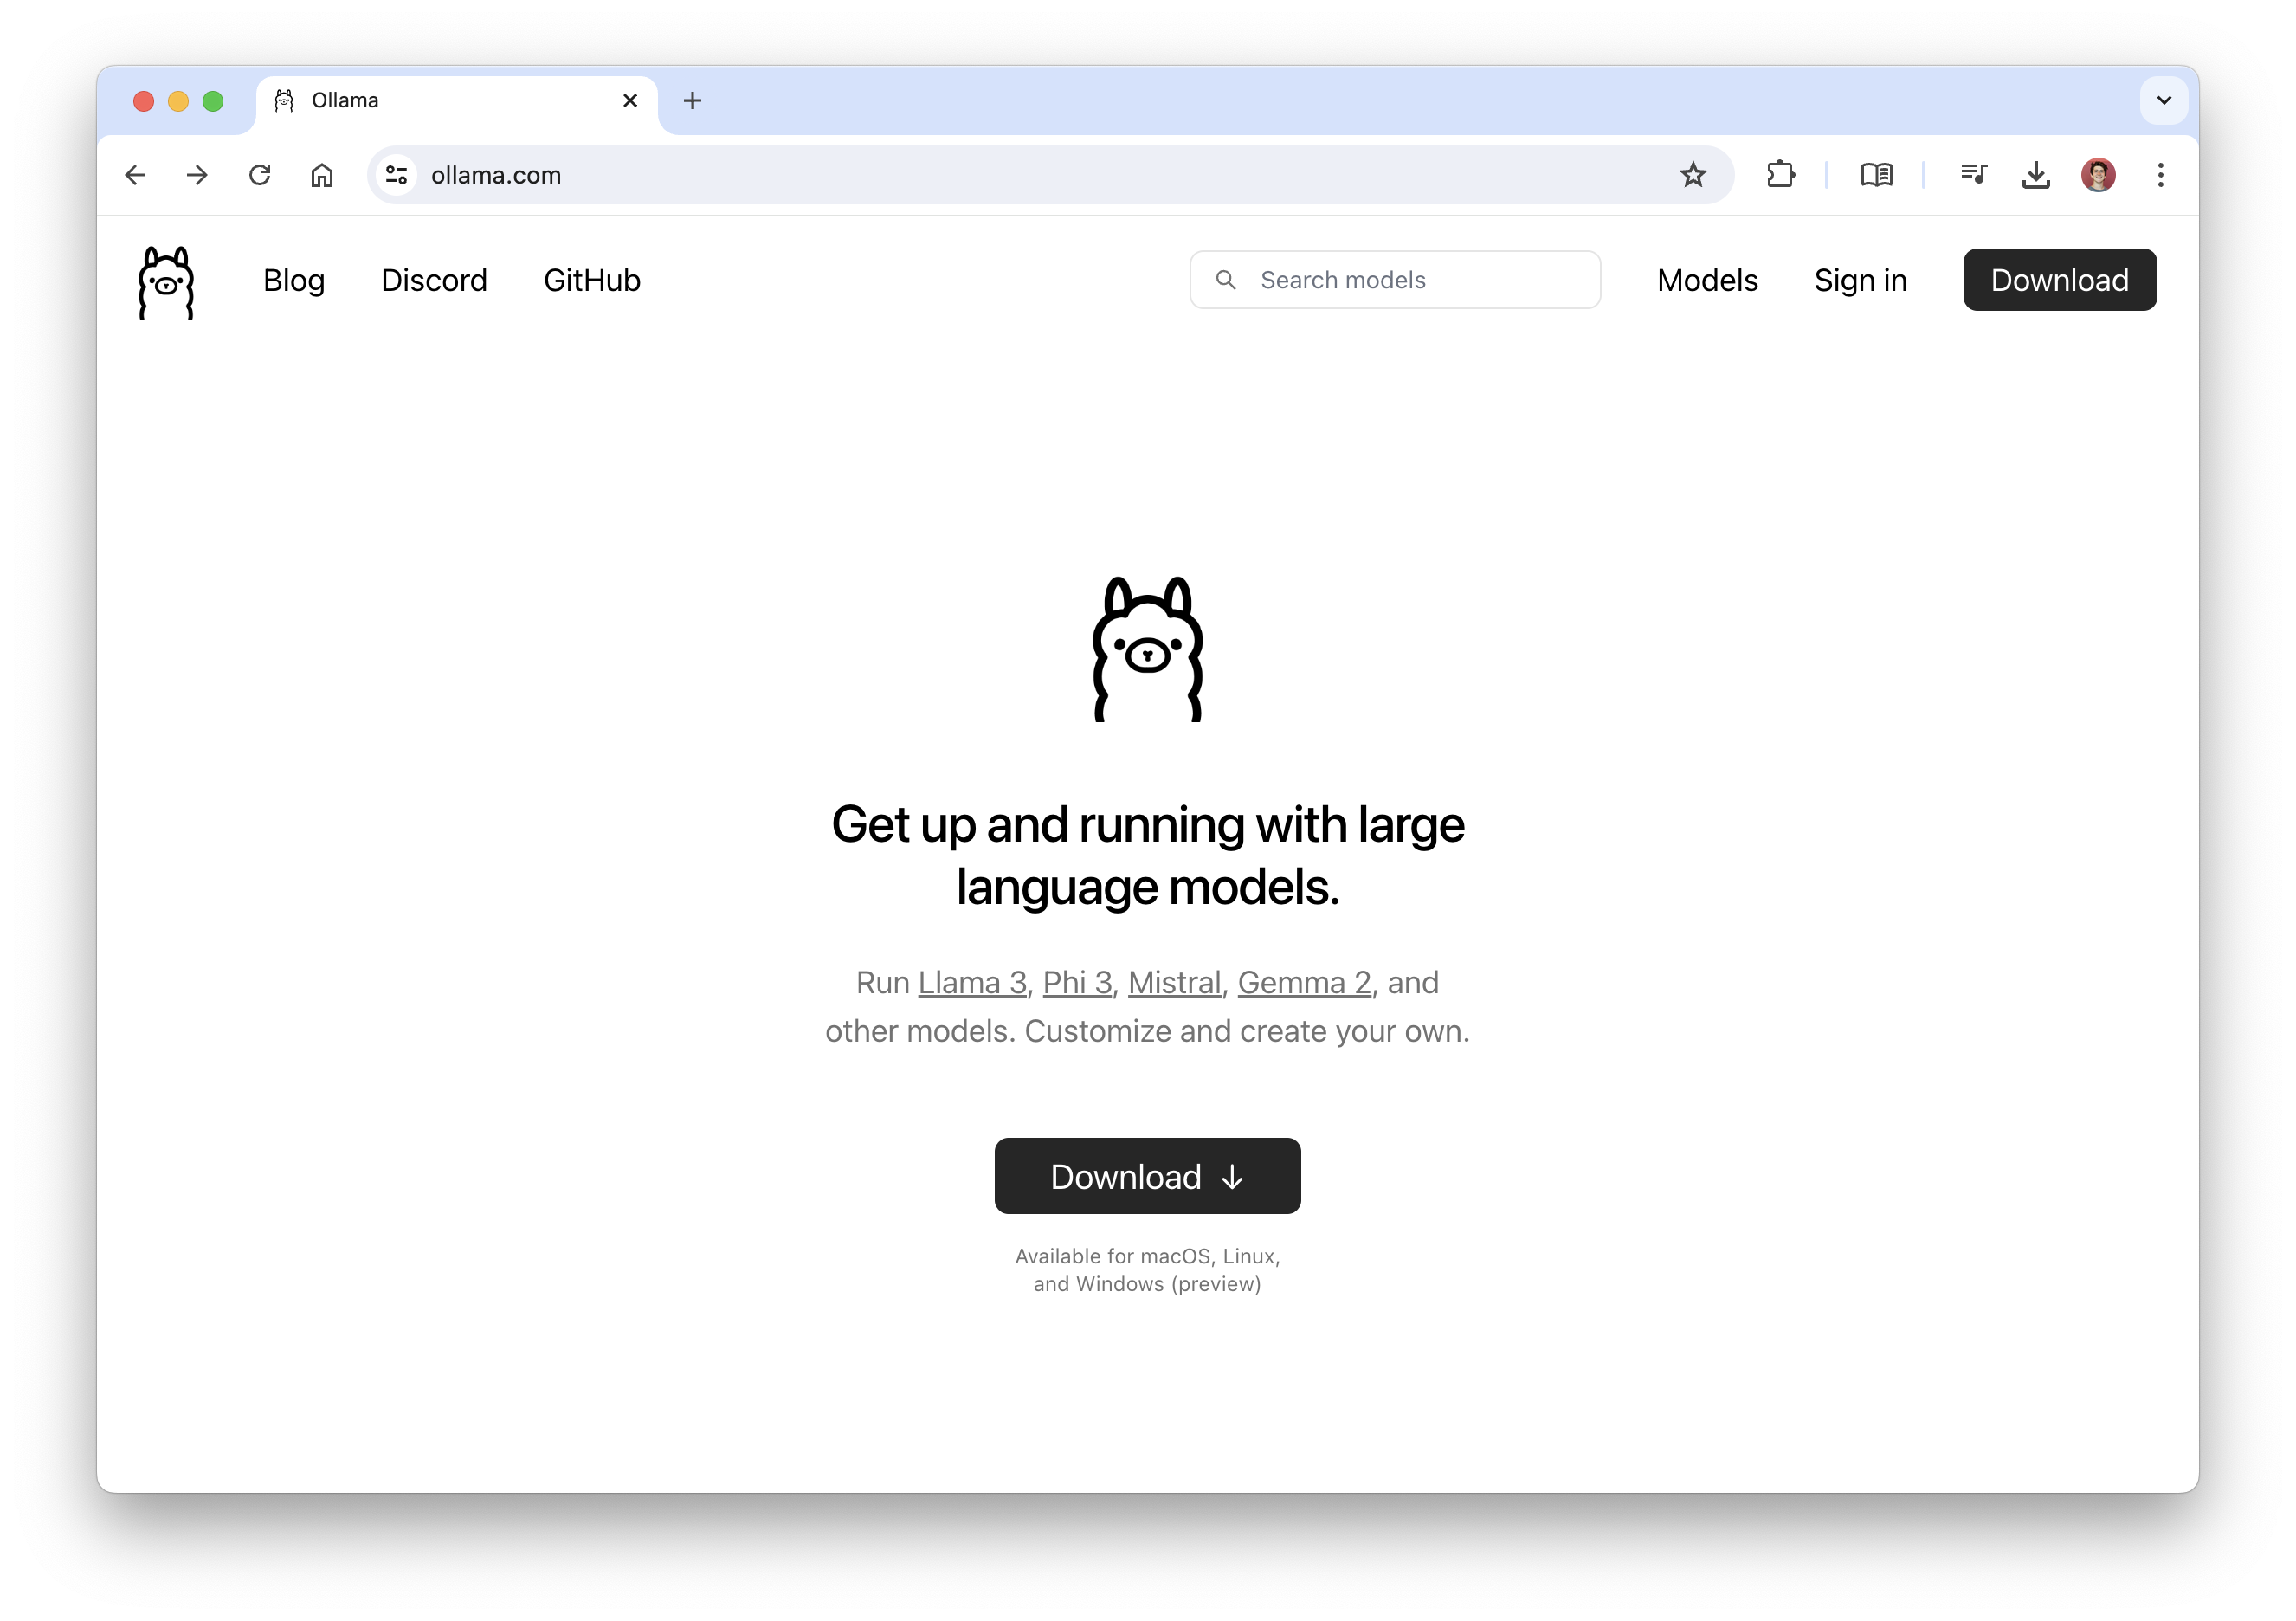 Ollama
ollama.com
Blog Discord GitHub Search models Models Sign in Download
Get up and running with large
language models.
Run Llama 3, Phi 3, Mistral, Gemma 2, and
other models. Customize and create your own.
Download ↓
Available for macOS, Linux,
and Windows (preview)